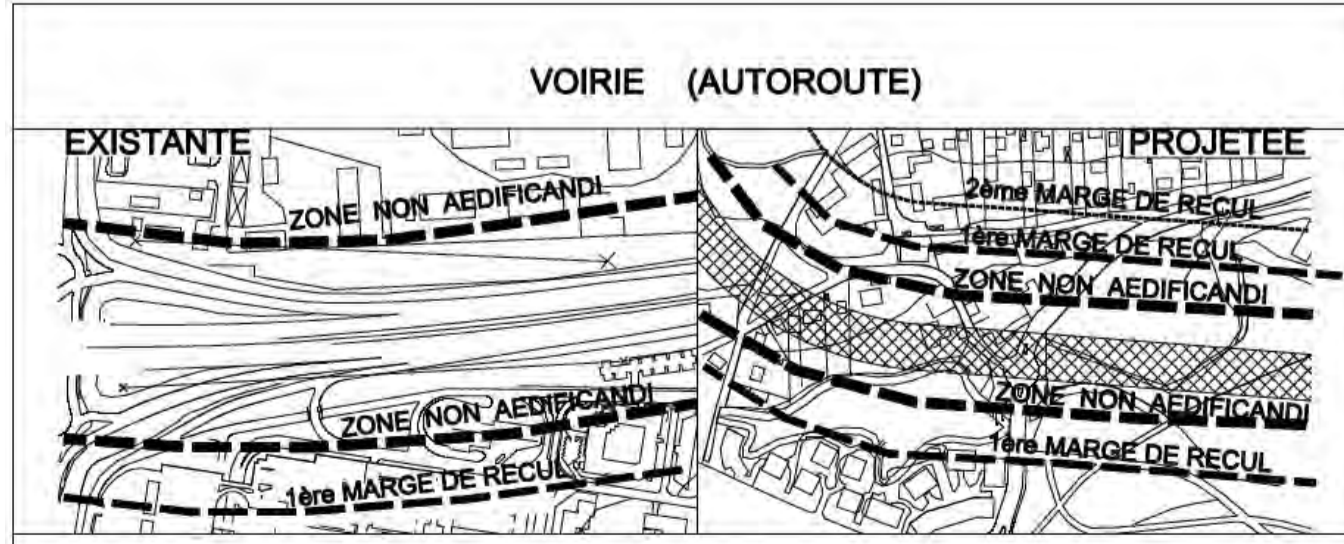 VOIRIE (AUTOROUTE)
EXISTANTE
ZONE NON AEDIFICANDI
ZONE NON AEDIFICANDI
1ère MARGE DE RECUL
PROJETEE
2ème MARGE DE RECUL
1ère MARGE DE RECUL
ZONE NON AEDIFICANDI
ZONE NON AEDIFICANDI
1ère MARGE DE RECUL